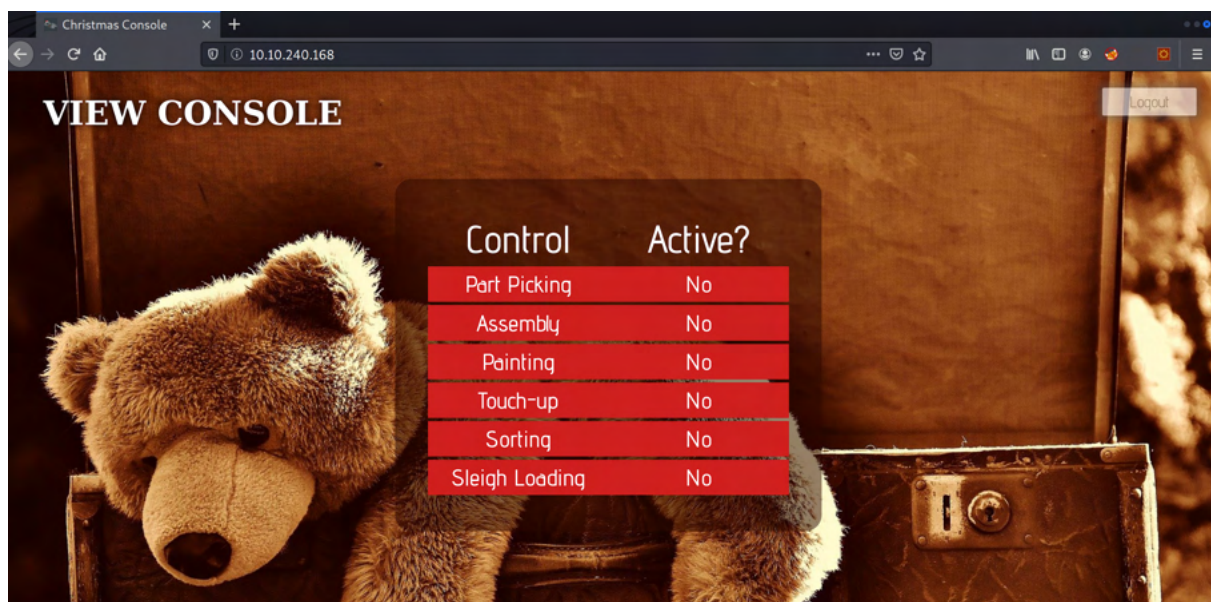 Christmas Console
10.10.240.168
VIEW CONSOLE
Logout
Control Active?
Part Picking No
Assembly No
Painting No
Touch-up No
Sorting No
Sleigh Loading No